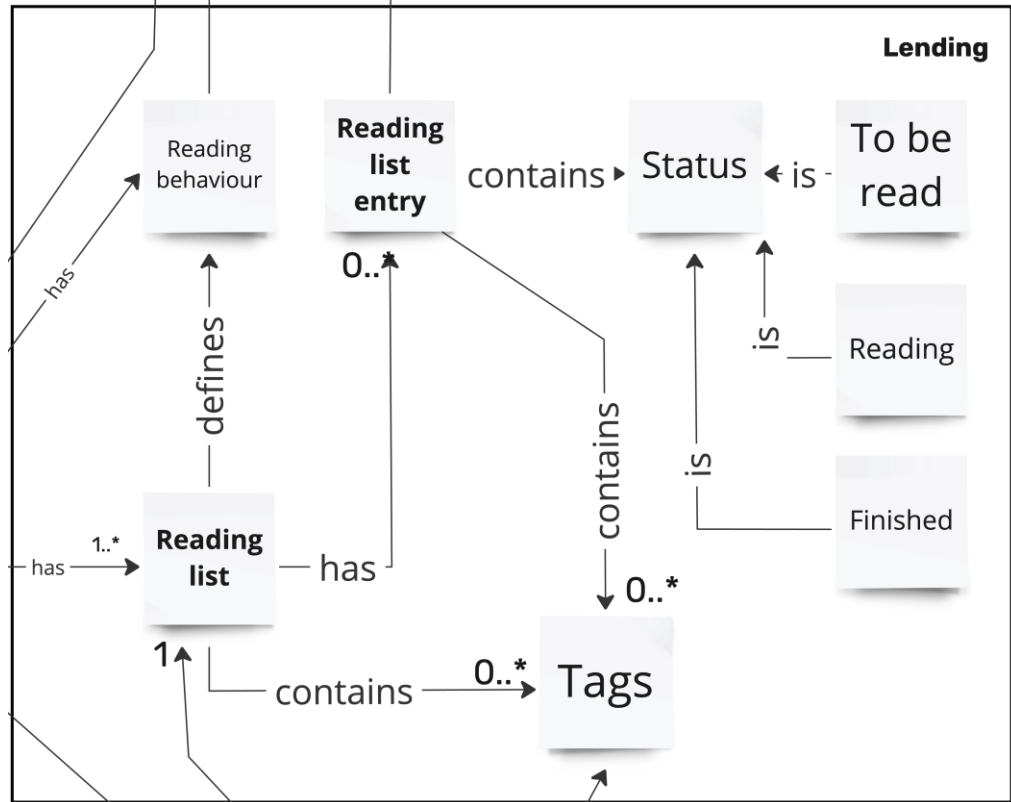 Lending
Reading
behaviour
Reading
list
entry
contains
Status
is
To be
read
has
0..*
defines
is
Reading
contains
is
Finished
has
1..*
Reading
list
has
0..*
1
contains
0..*
Tags